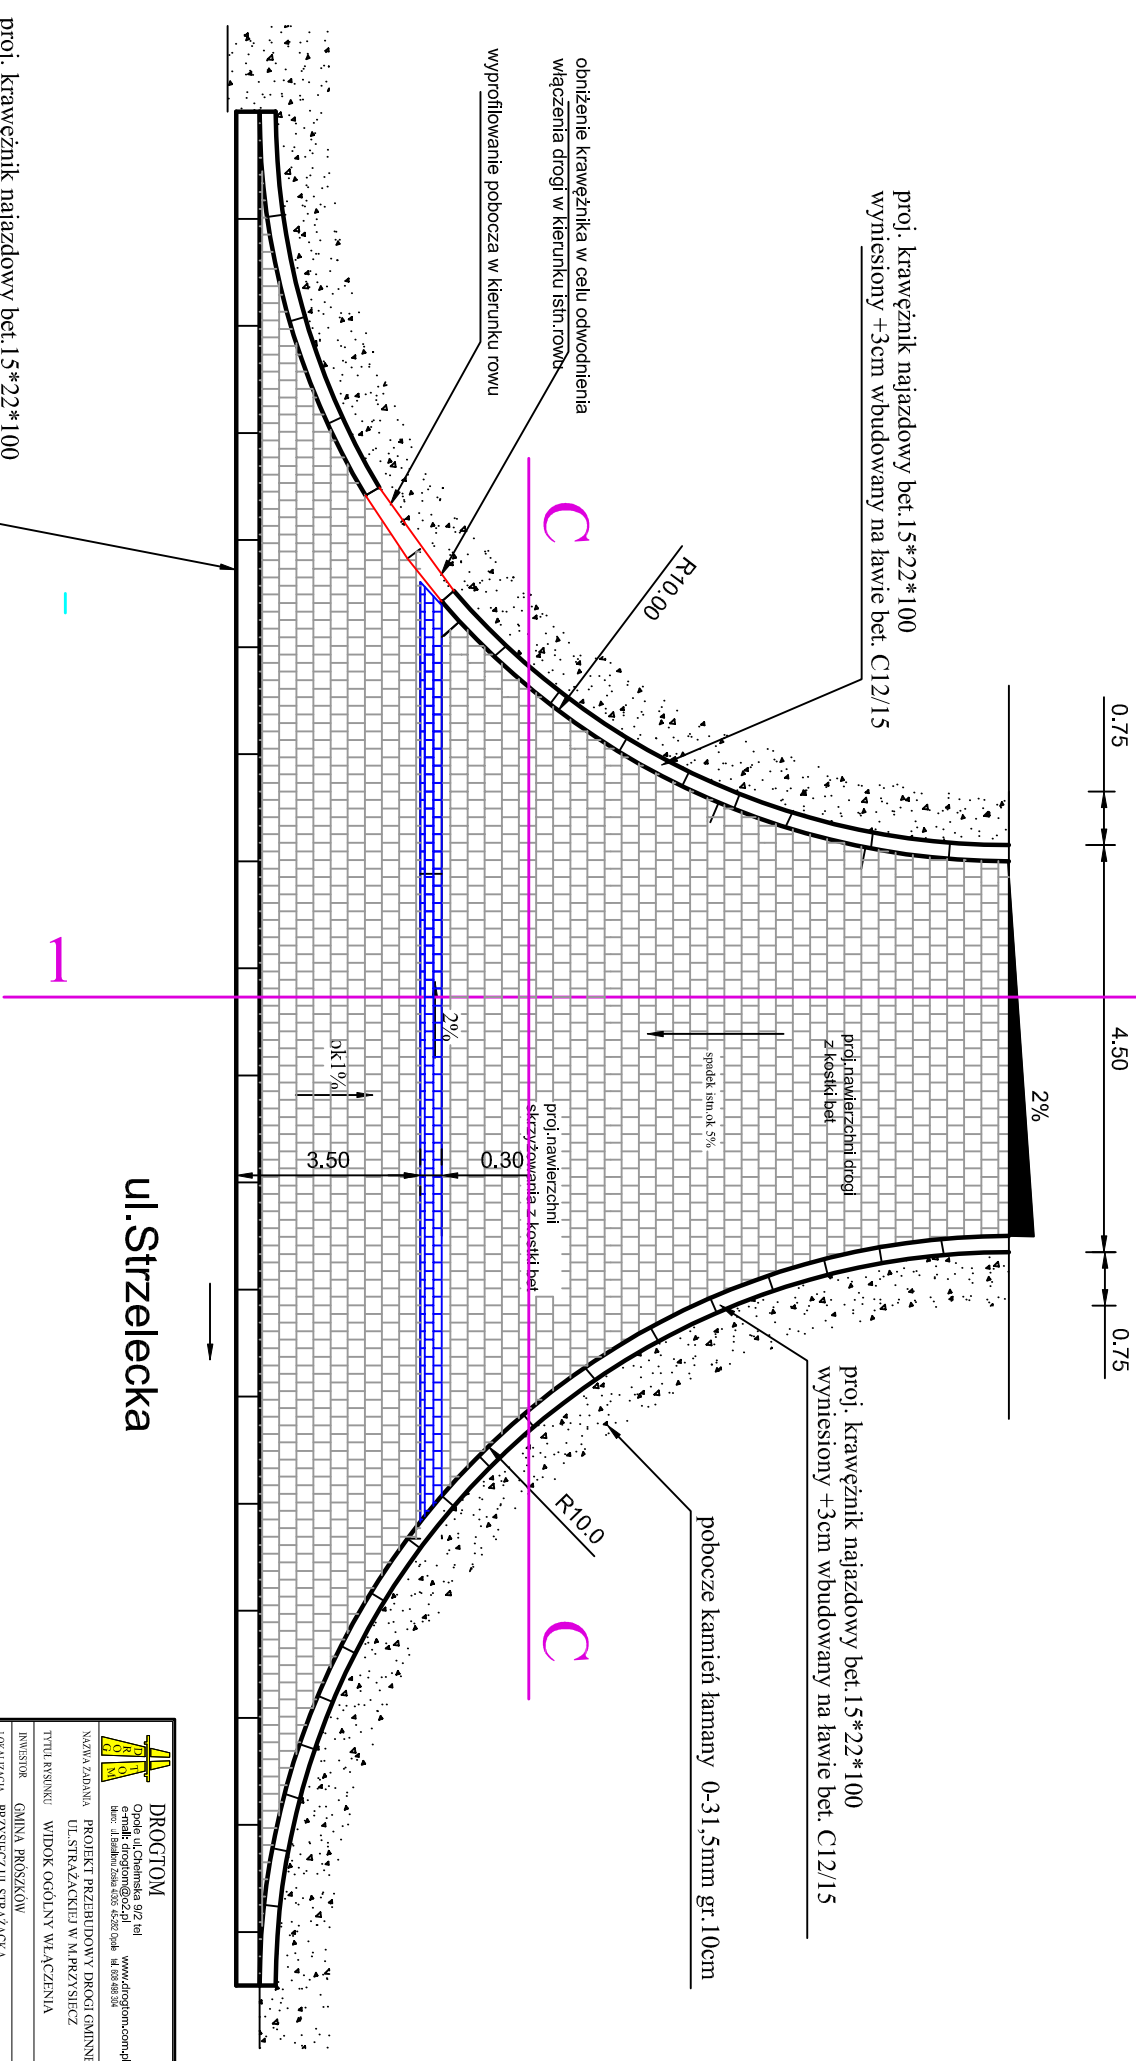 proj. krawężnik najazdowy bet.15*22*100
wyniesiony +3cm wbudowany na ławie bet. C12/15
obniżenie krawężnika w celu odwodnienia
włączenia drogi w kierunku istn.rowu
wyprofilowanie pobocza w kierunku rowu
proj. krawężnik najazdowy bet.15*22*100
0.75
4.50
0.75
2%
R10.00
C
proj.nawierzchni drogi
z kostki bet
spadek istn.ok 5%
proj.nawierzchni
skrzyżowania z kostki bet
2%
ok1%
0.30
3.50
1
ul.Strzelecka
proj. krawężnik najazdowy bet.15*22*100
wyniesiony +3cm wbudowany na ławie bet. C12/15
pobocze kamień łamany 0-31,5mm gr.10cm
R10.0
C
DROGTOM
DROGTOM
Opole ul.Chełmska 9/2 tel
e-mail: drogtom@o2.pl www.drogtom.com.pl
NAZWA ZADANIA PROJEKT PRZEBUDOWY DROGI GMINNE
UL.STRAŻACKIEJ W M.PRZYSIECZ
TYTUŁ RYSUNKU WIDOK OGÓLNY WŁĄCZENIA
INWESTOR GMINA PRÓSZKÓW
LOKALIZACJA PRZYSIECZ UL.STRAŻACKA